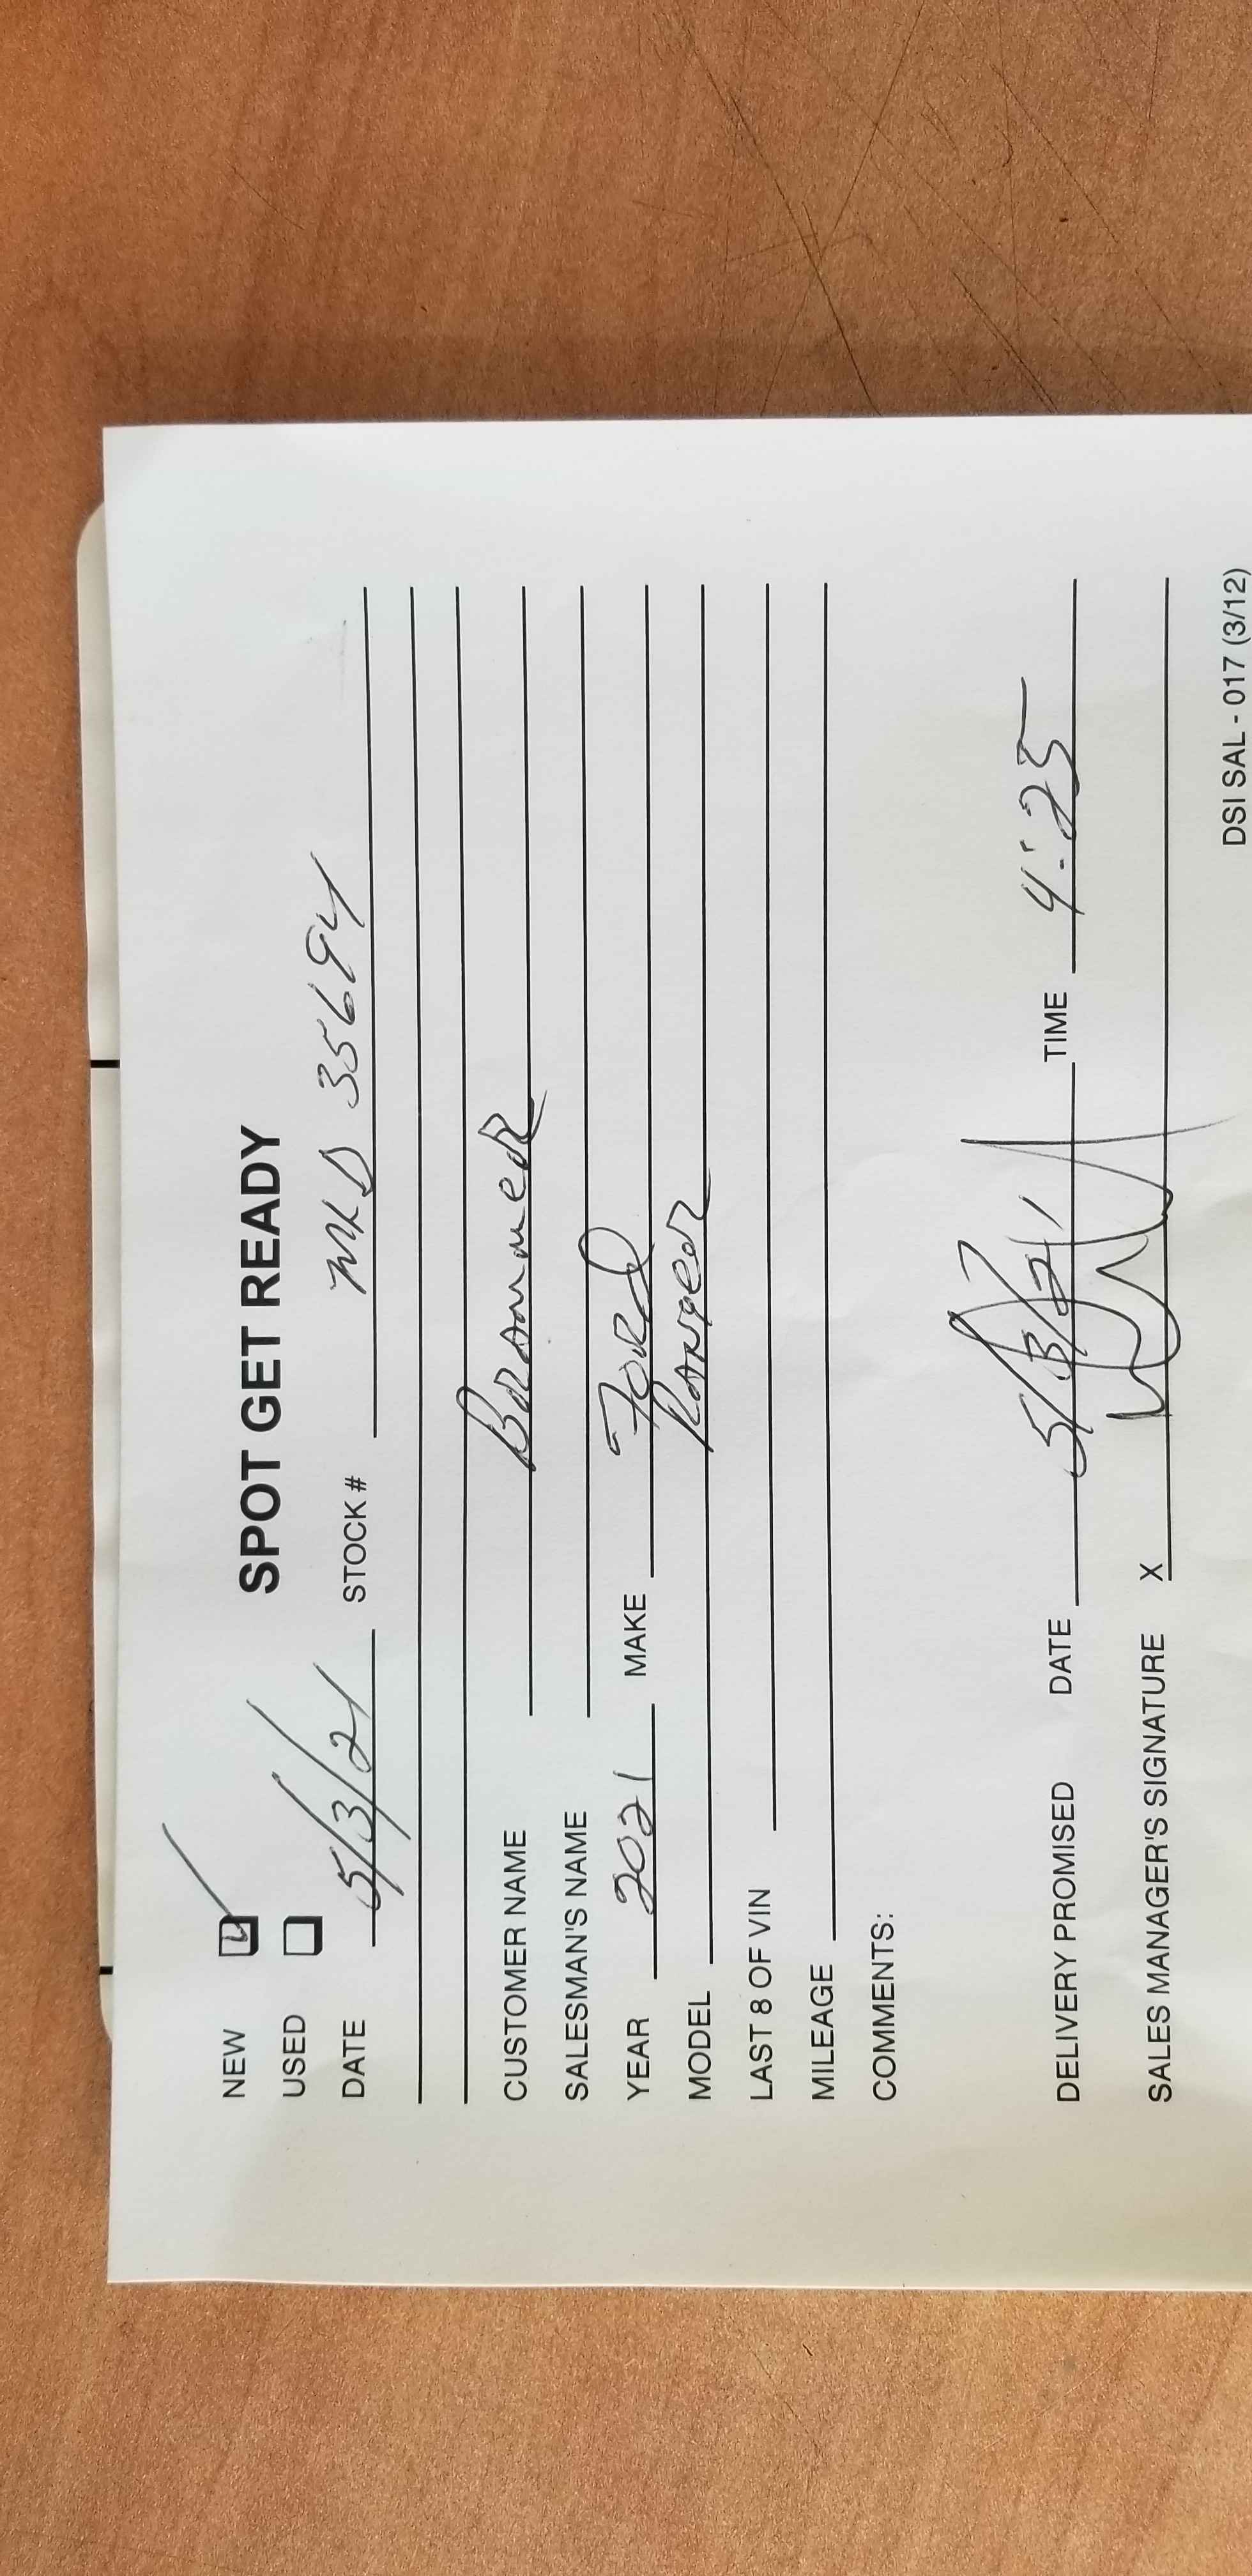 NEW
SPOT GET READY
USED
DATE 5/3/21 STOCK # MLD 35694
CUSTOMER NAME
SALESMAN'S NAME
YEAR 2021 MAKE Ford
MODEL Ranger
LAST 8 OF VIN
MILEAGE
COMMENTS:
DELIVERY PROMISED DATE 5/3/21 TIME 4:25
SALES MANAGER'S SIGNATURE X
DSI SAL - 017 (3/12)